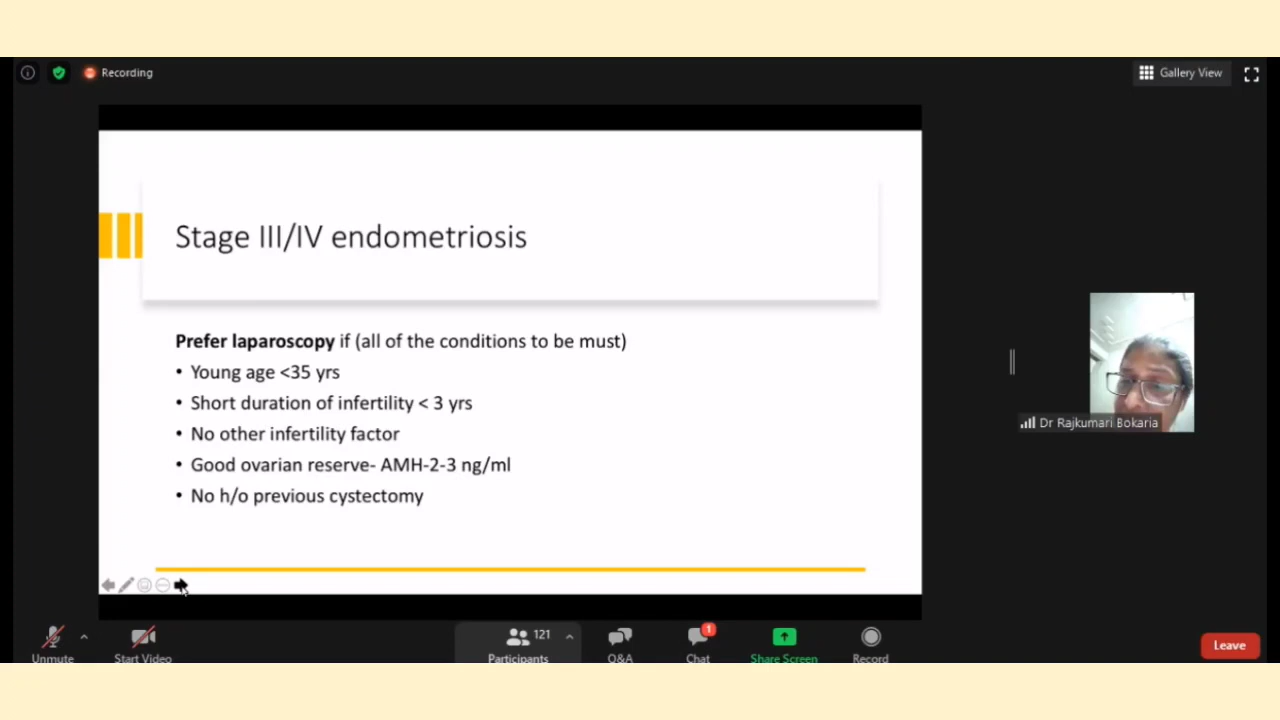 Recording
Gallery View
Stage III/IV endometriosis
Prefer laparoscopy if (all of the conditions to be must)
• Young age <35 yrs
• Short duration of infertility < 3 yrs
• No other infertility factor
• Good ovarian reserve- AMH-2-3 ng/ml
• No h/o previous cystectomy
Dr Rajkumari Bokaria
121
1
Unmute
Start Video
Participants
Q&A
Chat
Share Screen
Record
Leave